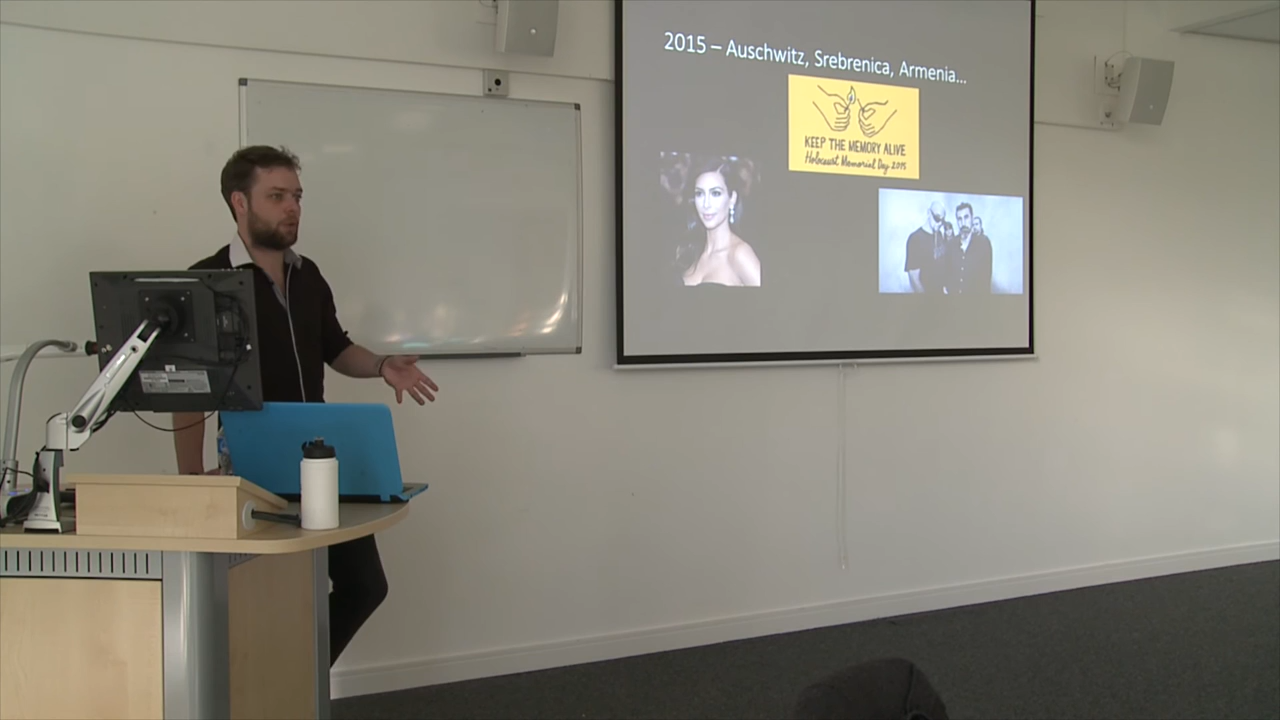 2015 – Auschwitz, Srebrenica, Armenia...
KEEP THE MEMORY ALIVE
Holocaust Memorial Day 2015